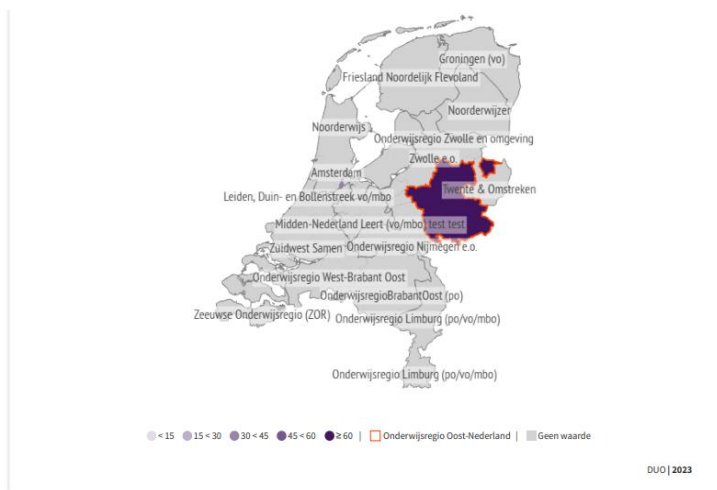 Groningen (vo)
Friesland Noordelijk Flevoland
Noorderwijzer
Noorderwijs
Onderwijsregio Zwolle en omgeving
Zwolle e.o.
Amsterdam
Twente & Omstreken
Leiden, Duin- en Bollenstreek vo/mbo
Midden-Nederland Leert (vo/mbo) test test
Zuidwest Samen
Onderwijsregio Nijmegen e.o.
Onderwijsregio West-Brabant Oost
OnderwijsregioBrabantOost (po)
Zeeuwse Onderwijsregio (ZOR)
Onderwijsregio Limburg (po/vo/mbo)
Onderwijsregio Limburg (po/vo/mbo)
< 15 15 < 30 30 < 45 45 < 60 ≥ 60 | Onderwijsregio Oost-Nederland | Geen waarde
DUO | 2023